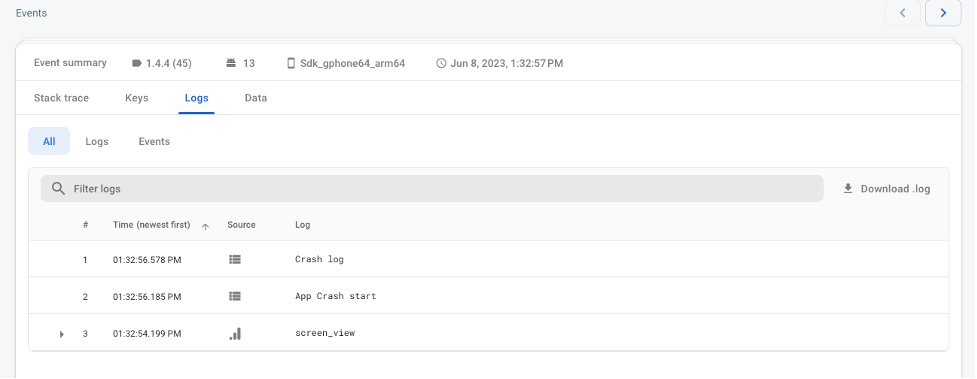 Events
Event summary 1.4.4 (45) 13 Sdk_gphone64_arm64 Jun 8, 2023, 1:32:57 PM
Stack trace Keys Logs Data
All Logs Events
Filter logs Download .log
# Time (newest first) Source Log
1 01:32:56.578 PM Crash log
2 01:32:56.185 PM App Crash start
3 01:32:54.199 PM screen_view